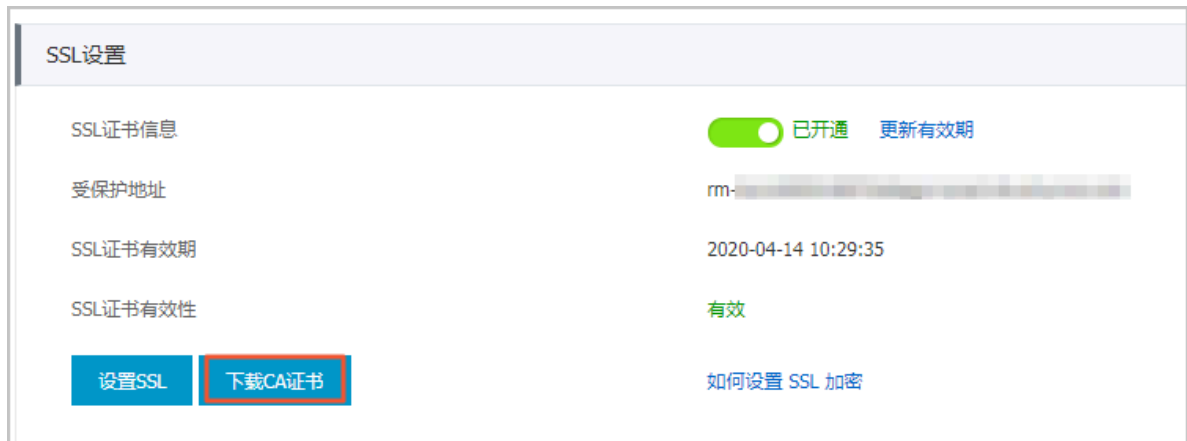 SSL设置
SSL证书信息 已开通 更新有效期
受保护地址 rm-
SSL证书有效期 2020-04-14 10:29:35
SSL证书有效性 有效
设置SSL 下载CA证书 如何设置 SSL 加密